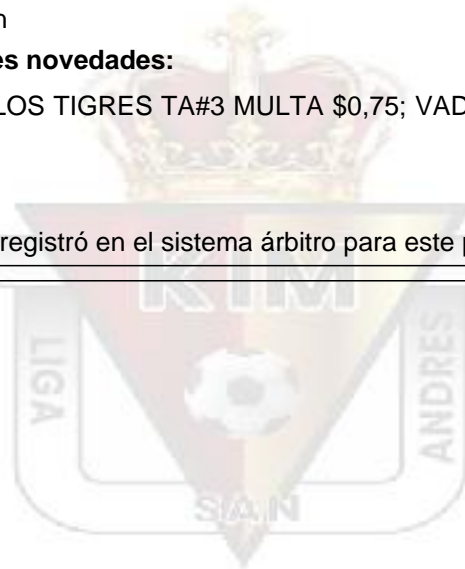 es novedades:
LOS TIGRES TA#3 MULTA $0,75; VAD
registró en el sistema árbitro para este p
KIM
LIGA
ANDRES
SAN